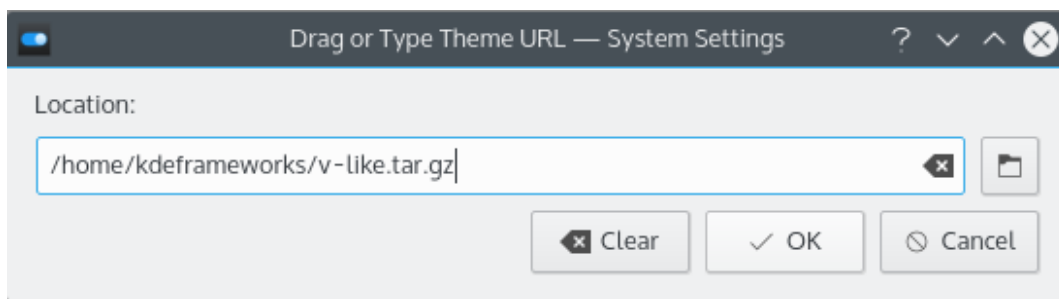 Drag or Type Theme URL — System Settings ?
Location:
/home/kdeframeworks/v-like.tar.gz
Clear OK Cancel